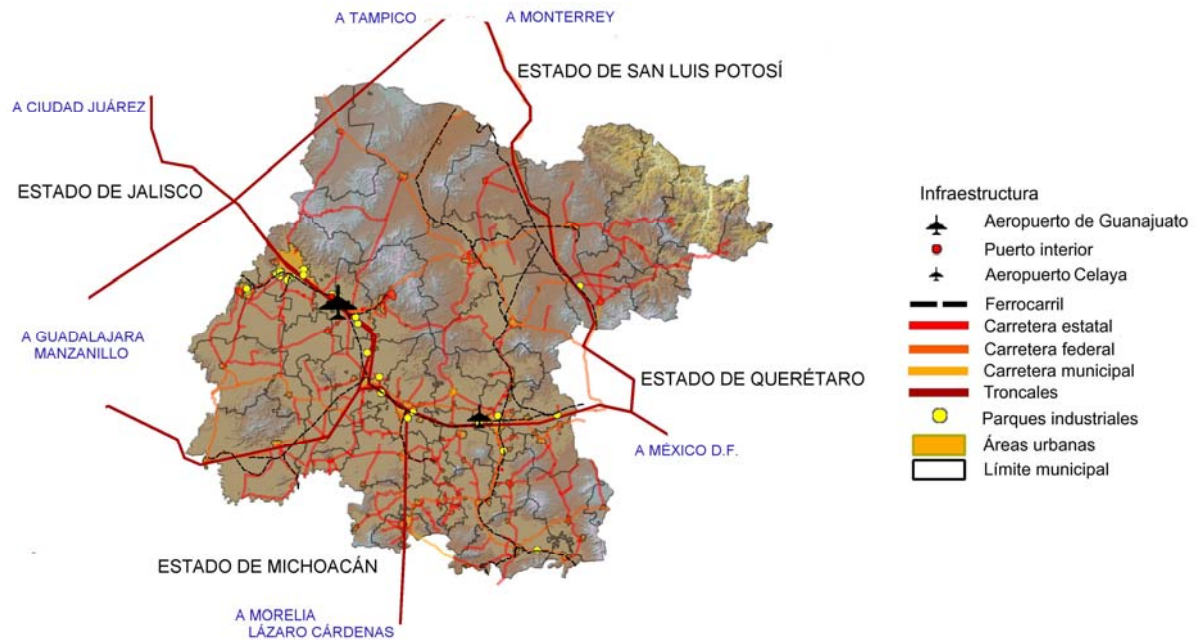 A TAMPICO
A MONTERREY
ESTADO DE SAN LUIS POTOSÍ
A CIUDAD JUÁREZ
ESTADO DE JALISCO
A GUADALAJARA
MANZANILLO
ESTADO DE QUERÉTARO
A MÉXICO D.F.
ESTADO DE MICHOACÁN
A MORELIA
LÁZARO CÁRDENAS
Infraestructura
Aeropuerto de Guanajuato
Puerto interior
Aeropuerto Celaya
Ferrocarril
Carretera estatal
Carretera federal
Carretera municipal
Troncales
Parques industriales
Áreas urbanas
Límite municipal